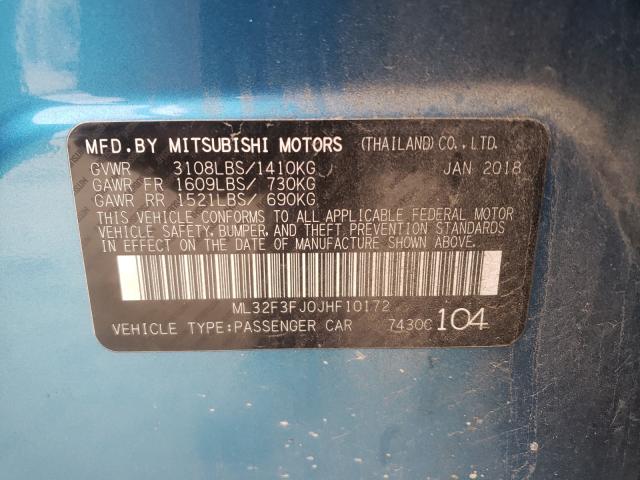 MFD.BY MITSUBISHI MOTORS (THAILAND) CO.,LTD.
GVWR 3108LBS/1410KG JAN 2018
GAWR FR 1609LBS/ 730KG
GAWR RR 1521LBS/ 690KG
THIS VEHICLE CONFORMS TO ALL APPLICABLE FEDERAL MOTOR
VEHICLE SAFETY, BUMPER, AND THEFT PREVENTION STANDARDS
IN EFFECT ON THE DATE OF MANUFACTURE SHOWN ABOVE.
ML32F3FJ0JHF10172
VEHICLE TYPE:PASSENGER CAR 7430C 104